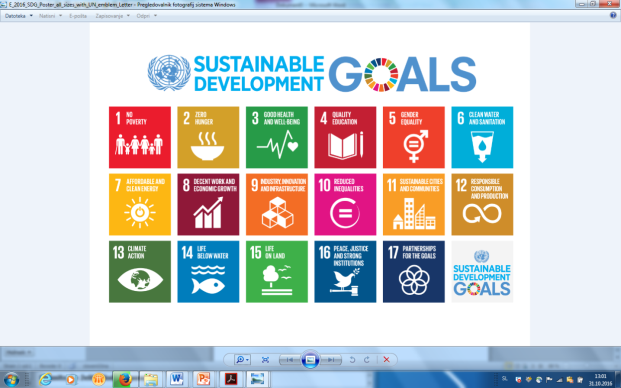 E_2016_SDG_Poster_all_sizes_with_UN_emblem_Letter - Pregledovalnik fotografij sistema Windows
Datoteka Natisni E-pošta Zapisovanje Odpri
SUSTAINABLE
DEVELOPMENT
GOALS
1 NO
POVERTY
2 ZERO
HUNGER
3 GOOD HEALTH
AND WELL-BEING
4 QUALITY
EDUCATION
5 GENDER
EQUALITY
6 CLEAN WATER
AND SANITATION
7 AFFORDABLE AND
CLEAN ENERGY
8 DECENT WORK AND
ECONOMIC GROWTH
9 INDUSTRY, INNOVATION
AND INFRASTRUCTURE
10 REDUCED
INEQUALITIES
11 SUSTAINABLE CITIES
AND COMMUNITIES
12 RESPONSIBLE
CONSUMPTION
AND PRODUCTION
13 CLIMATE
ACTION
14 LIFE
BELOW WATER
15 LIFE
ON LAND
16 PEACE, JUSTICE
AND STRONG
INSTITUTIONS
17 PARTNERSHIPS
FOR THE GOALS
SUSTAINABLE
DEVELOPMENT
GOALS
SL
13:01
31.10.2016